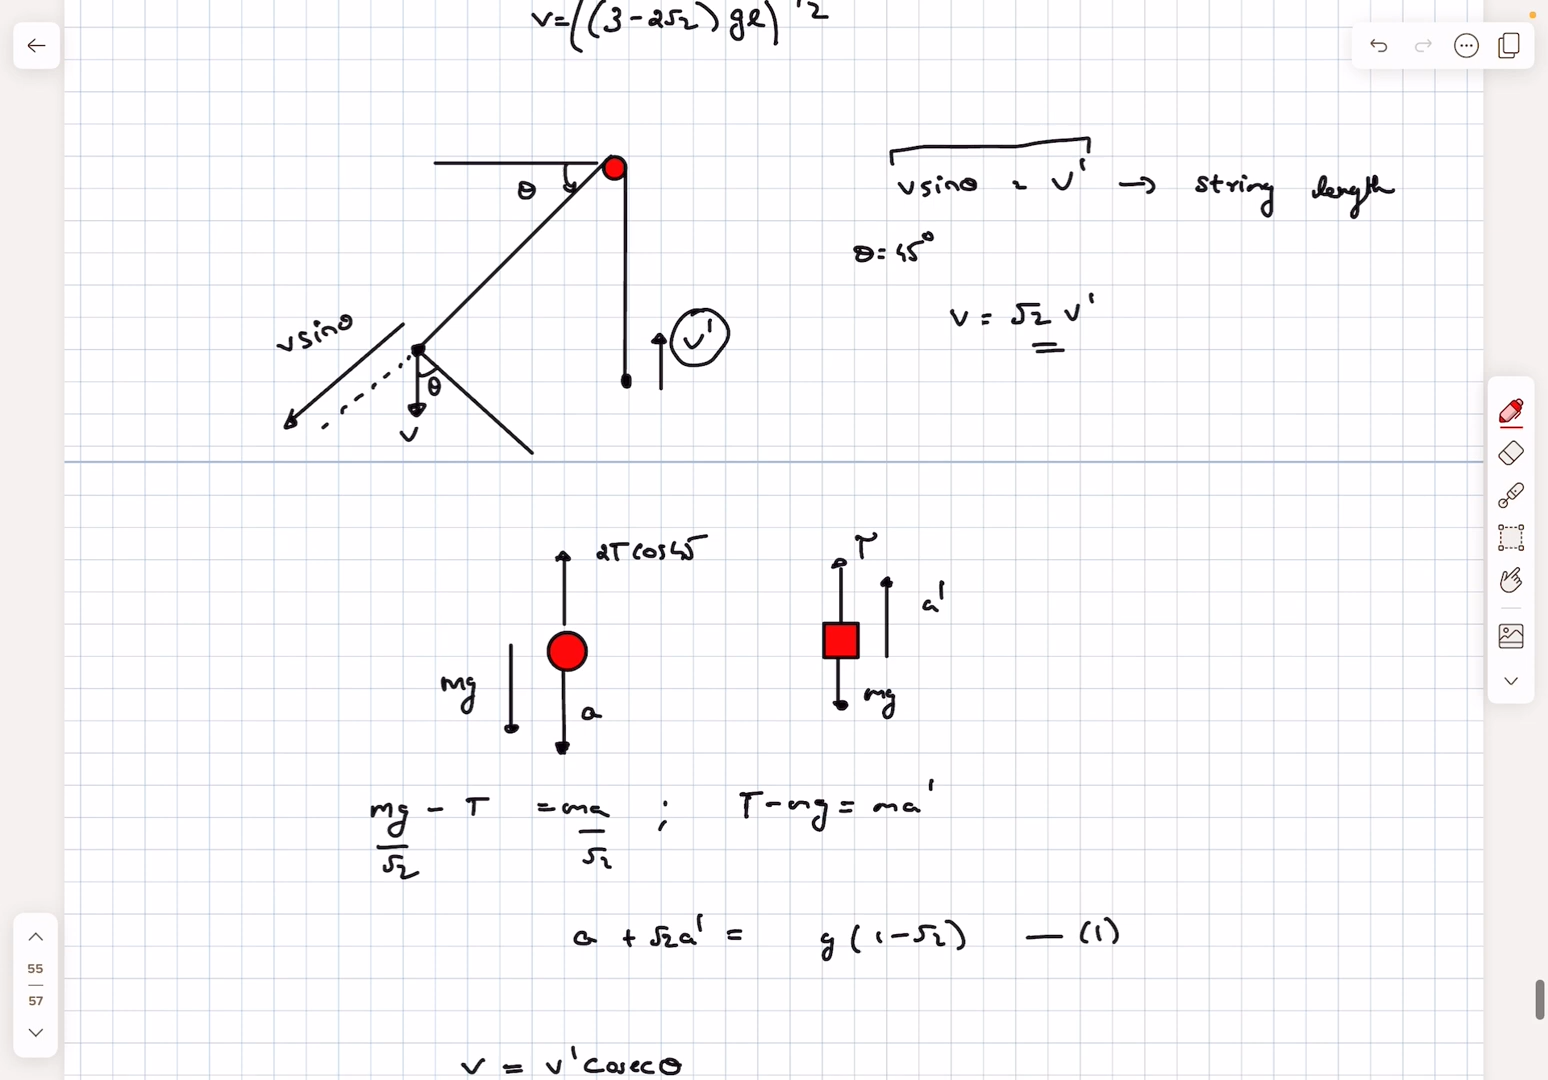 v=((3-2√2) gl)^1/2
vsinθ = v' → string length
θ
θ=45°
v = √2 v'
vsinθ
v'
θ
v
2Tcos45
T
a'
mg
a
mg
mg/√2 - T = ma/√2 ; T-mg = ma'
a + √2a' = g(1-√2) — (1)
55
57
v = v'cosecθ